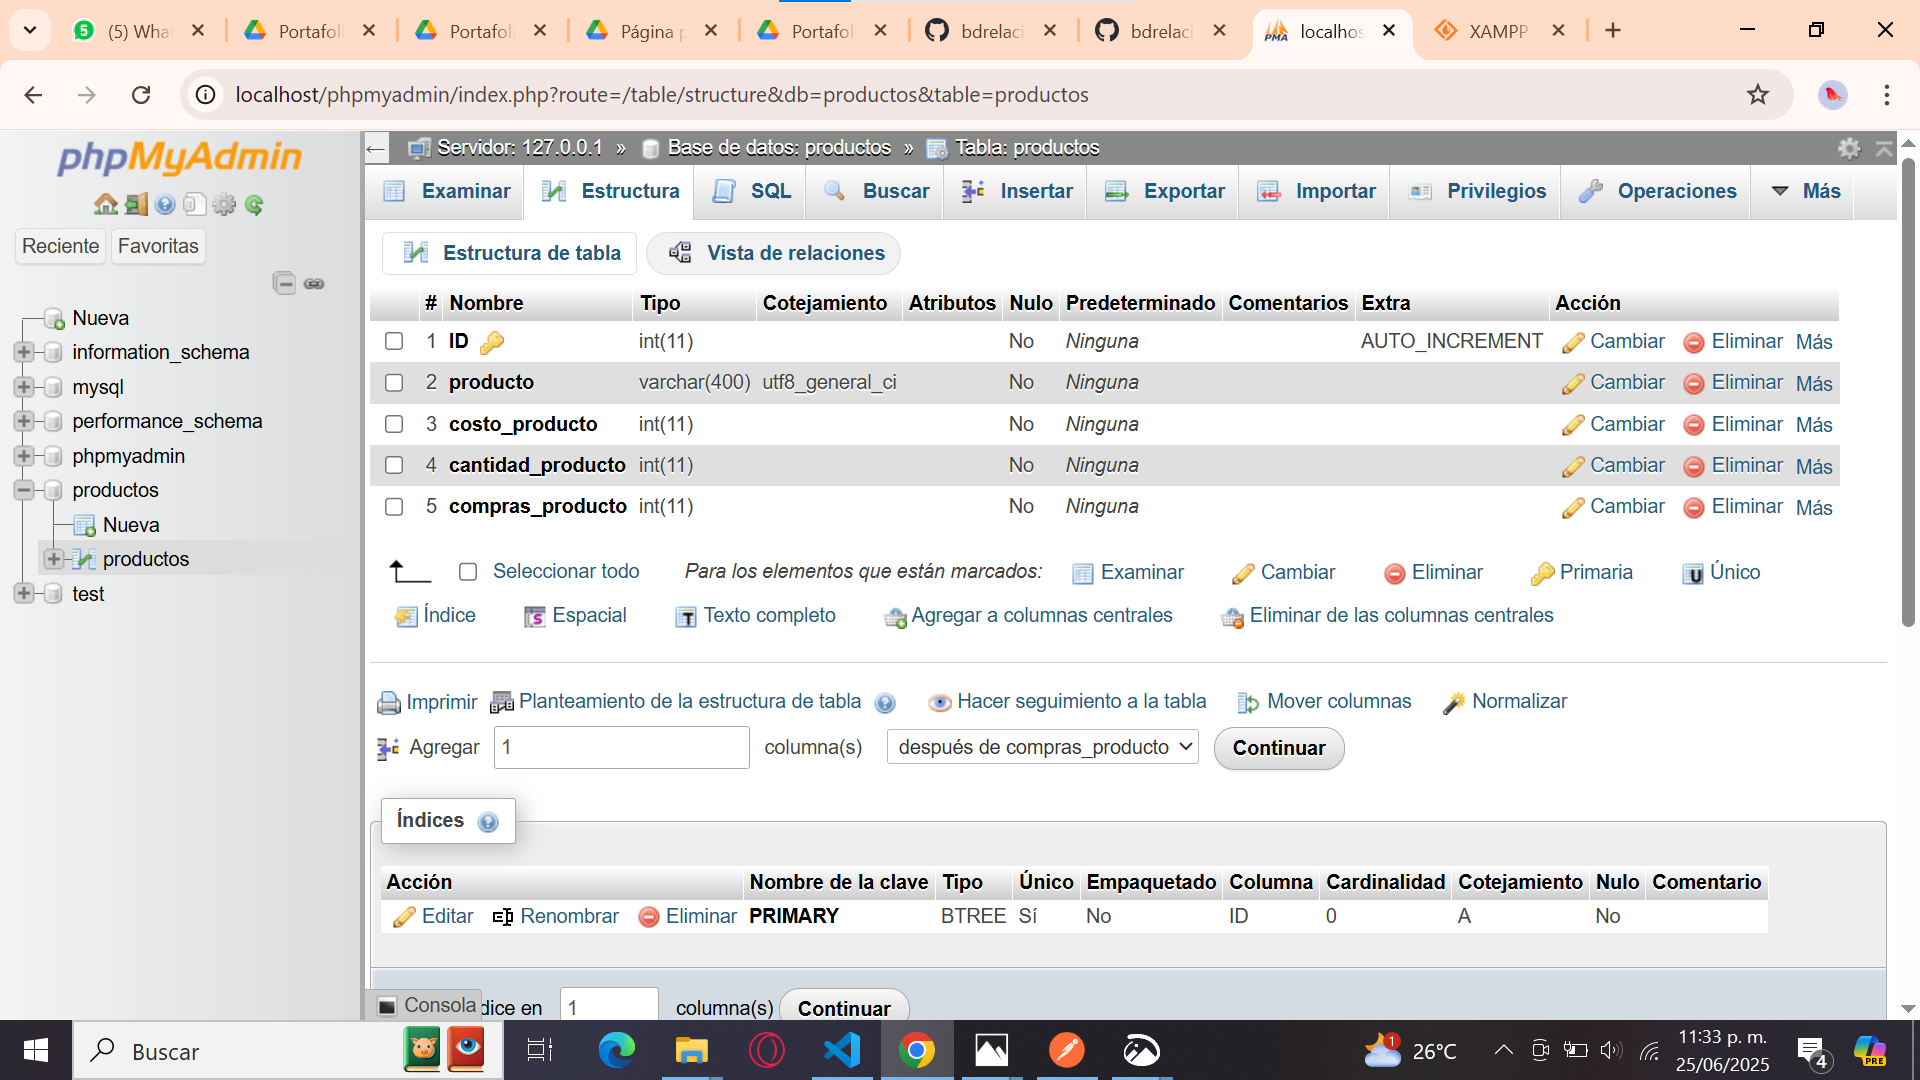 (5) What
Portafoli
Portafoli
Página p
Portafol
bdrelaci
bdrelaci
localhos
XAMPP
localhost/phpmyadmin/index.php?route=/table/structure&db=productos&table=productos
phpMyAdmin
Reciente Favoritas
Nueva
information_schema
mysql
performance_schema
phpmyadmin
productos
Nueva
productos
test
Servidor: 127.0.0.1 » Base de datos: productos » Tabla: productos
Examinar Estructura SQL Buscar Insertar Exportar Importar Privilegios Operaciones Más
Estructura de tabla Vista de relaciones
# Nombre Tipo Cotejamiento Atributos Nulo Predeterminado Comentarios Extra Acción
1 ID int(11) No Ninguna AUTO_INCREMENT Cambiar Eliminar Más
2 producto varchar(400) utf8_general_ci No Ninguna Cambiar Eliminar Más
3 costo_producto int(11) No Ninguna Cambiar Eliminar Más
4 cantidad_producto int(11) No Ninguna Cambiar Eliminar Más
5 compras_producto int(11) No Ninguna Cambiar Eliminar Más
Seleccionar todo Para los elementos que están marcados: Examinar Cambiar Eliminar Primaria Único
Índice Espacial Texto completo Agregar a columnas centrales Eliminar de las columnas centrales
Imprimir Planteamiento de la estructura de tabla Hacer seguimiento a la tabla Mover columnas Normalizar
Agregar 1 columna(s) después de compras_producto Continuar
Índices
Acción Nombre de la clave Tipo Único Empaquetado Columna Cardinalidad Cotejamiento Nulo Comentario
Editar Renombrar Eliminar PRIMARY BTREE Sí No ID 0 A No
Consola dice en 1 columna(s) Continuar
Buscar
26°C
11:33 p. m.
25/06/2025
4
PRE